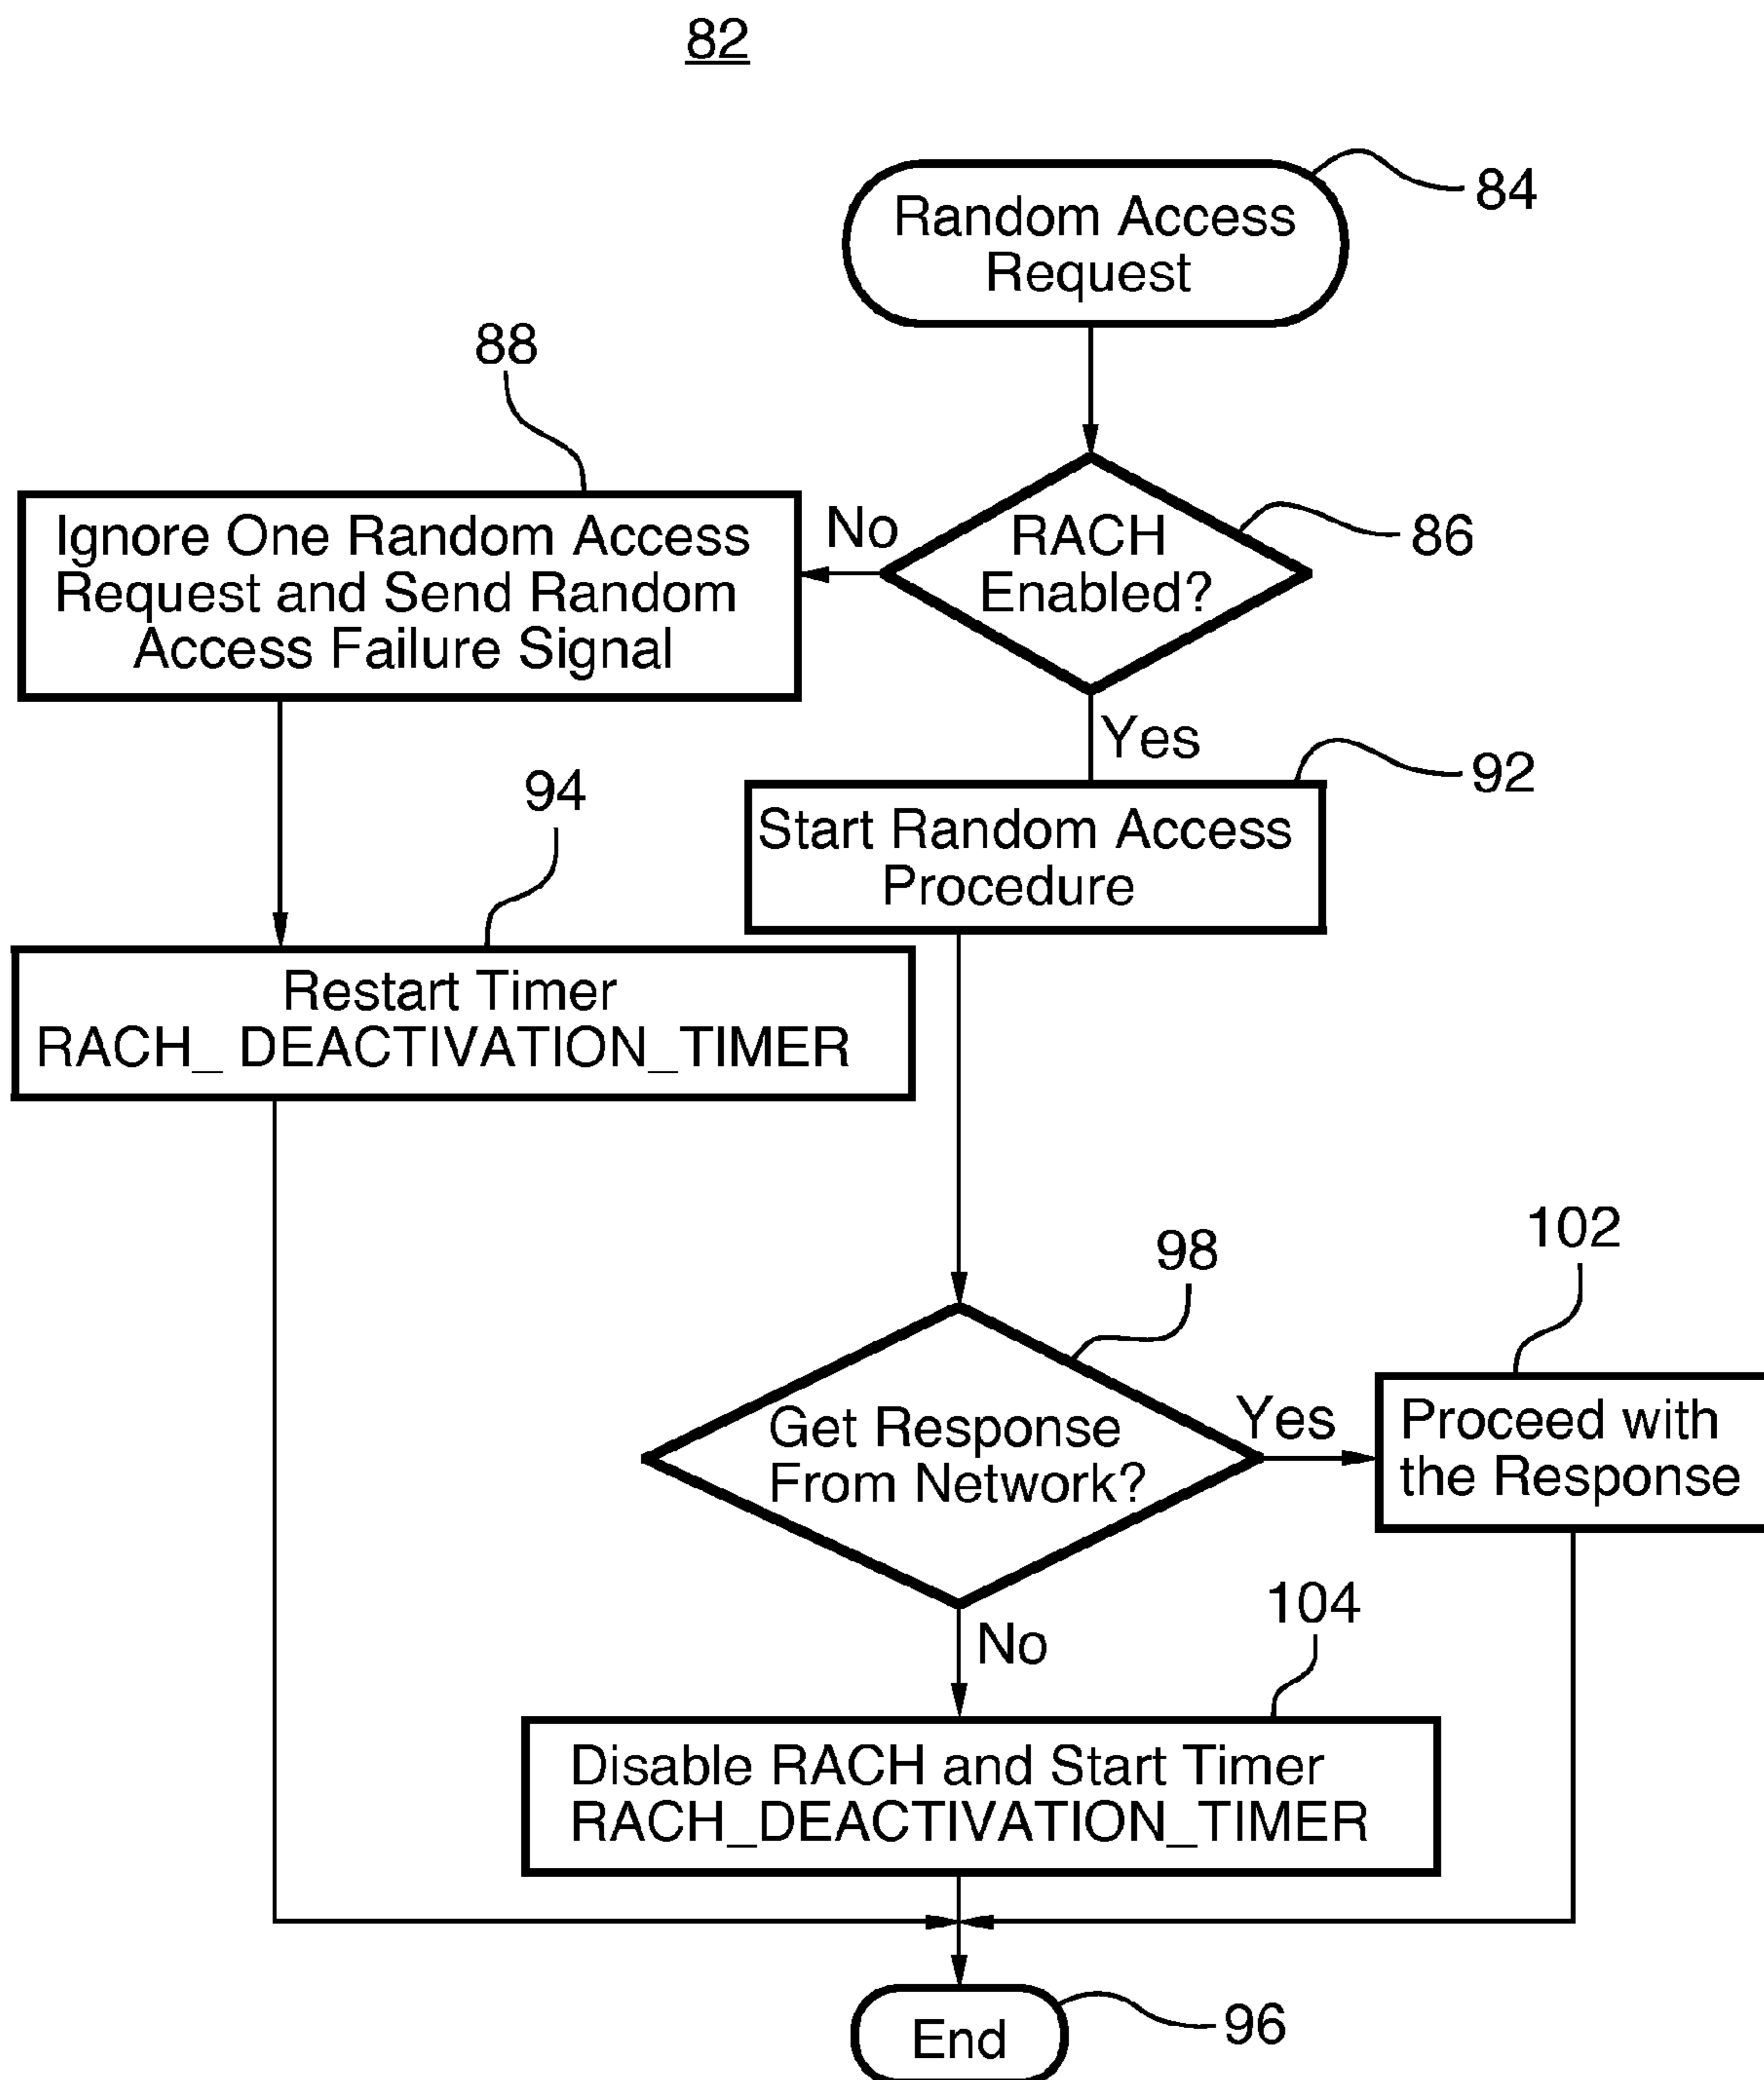 82
84
Random Access
Request
88
86
RACH
Enabled?
No
Ignore One Random Access
Request and Send Random
Access Failure Signal
Yes
92
94
Start Random Access
Procedure
Restart Timer
RACH_ DEACTIVATION_TIMER
102
98
Get Response
From Network?
Yes
Proceed with
the Response
104
No
Disable RACH and Start Timer
RACH_DEACTIVATION_TIMER
End
96